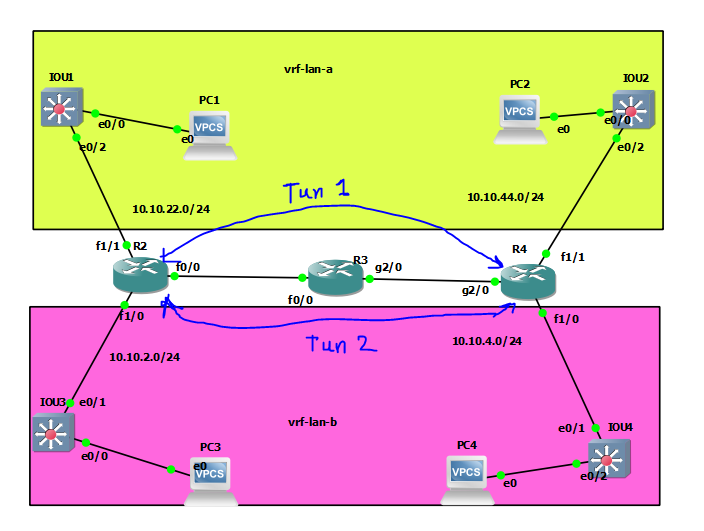 vrf-lan-a
IOU1
PC1
VPCS
e0/0
e0
e0/2
PC2
VPCS
IOU2
e0
e0/0
e0/2
10.10.22.0/24
Tun 1
10.10.44.0/24
f1/1
R2
f0/0
R3
f0/0
g2/0
R4
f1/1
g2/0
f1/0
f1/0
Tun 2
10.10.2.0/24
10.10.4.0/24
vrf-lan-b
IOU3
e0/1
e0/0
PC3
e0
VPCS
PC4
VPCS
e0
e0/1
IOU4
e0/2